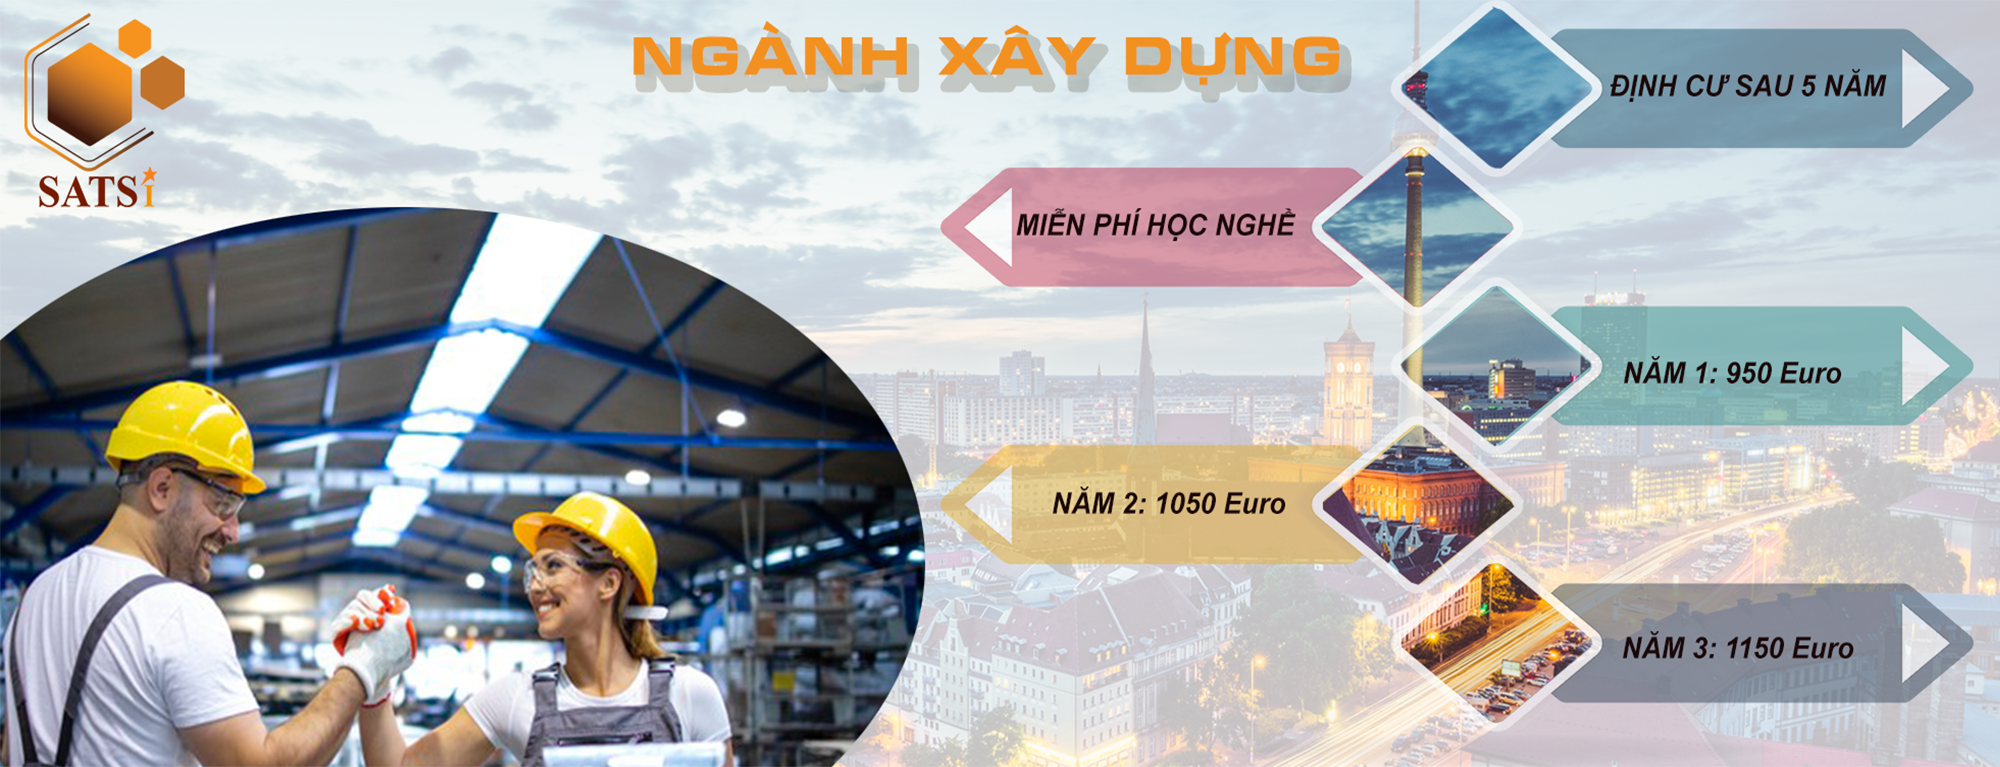 SATSi
NGÀNH XÂY DỰNG
ĐỊNH CƯ SAU 5 NĂM
MIỄN PHÍ HỌC NGHỀ
NĂM 1: 950 Euro
NĂM 2: 1050 Euro
NĂM 3: 1150 Euro